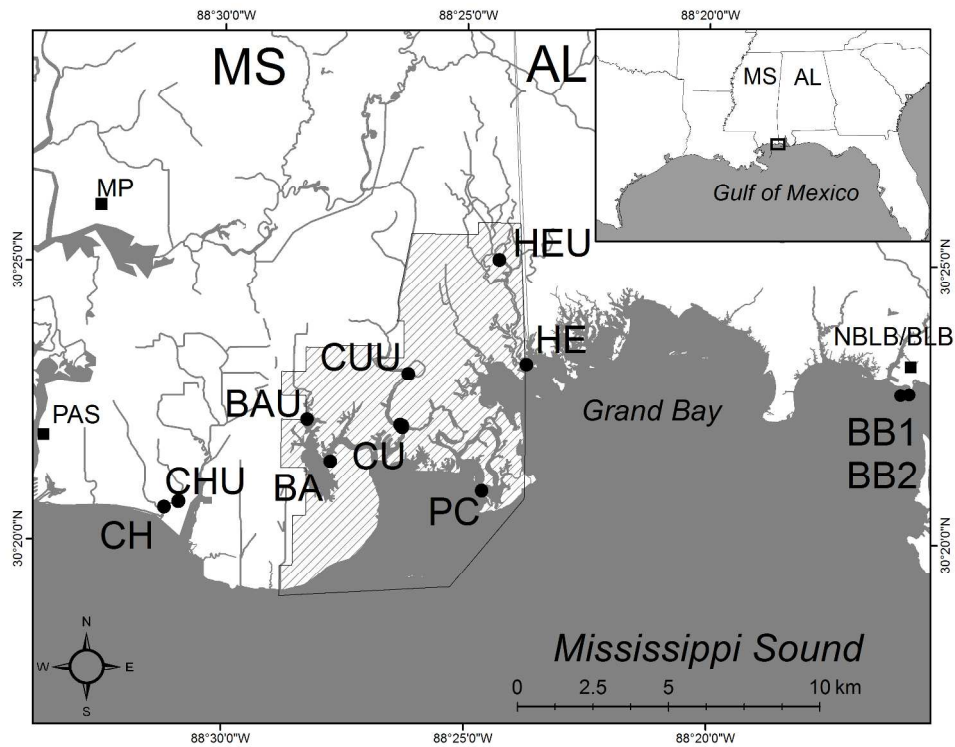 88°30'0"W
88°25'0"W
88°20'0"W
MS
AL
MS
AL
Gulf of Mexico
MP
30°25'0"N
HEU
30°25'0"N
HE
NBLB/BLB
CUU
BAU
Grand Bay
PAS
CU
BB1
BB2
CHU
BA
PC
CH
30°20'0"N
30°20'0"N
N
W
E
S
Mississippi Sound
0
2.5
5
10 km
88°30'0"W
88°25'0"W
88°20'0"W